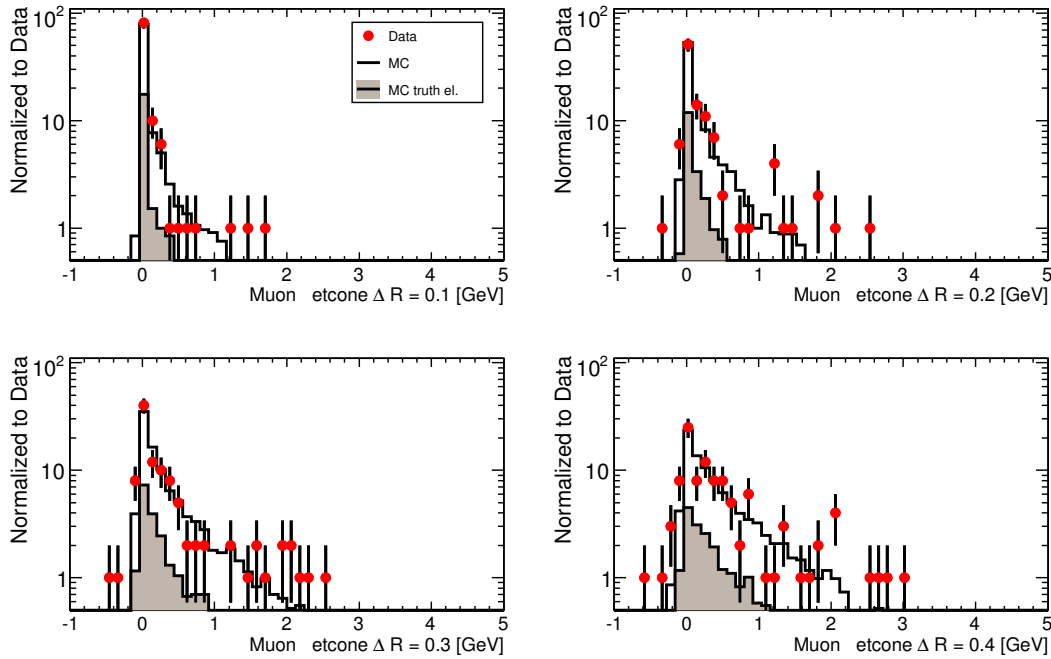 Normalized to Data
10²
10
1
Data
MC
MC truth el.
-1 0 1 2 3 4 5
Muon etcone Δ R = 0.1 [GeV]
Normalized to Data
10²
10
1
-1 0 1 2 3 4 5
Muon etcone Δ R = 0.2 [GeV]
Normalized to Data
10²
10
1
-1 0 1 2 3 4 5
Muon etcone Δ R = 0.3 [GeV]
Normalized to Data
10²
10
1
-1 0 1 2 3 4 5
Muon etcone Δ R = 0.4 [GeV]